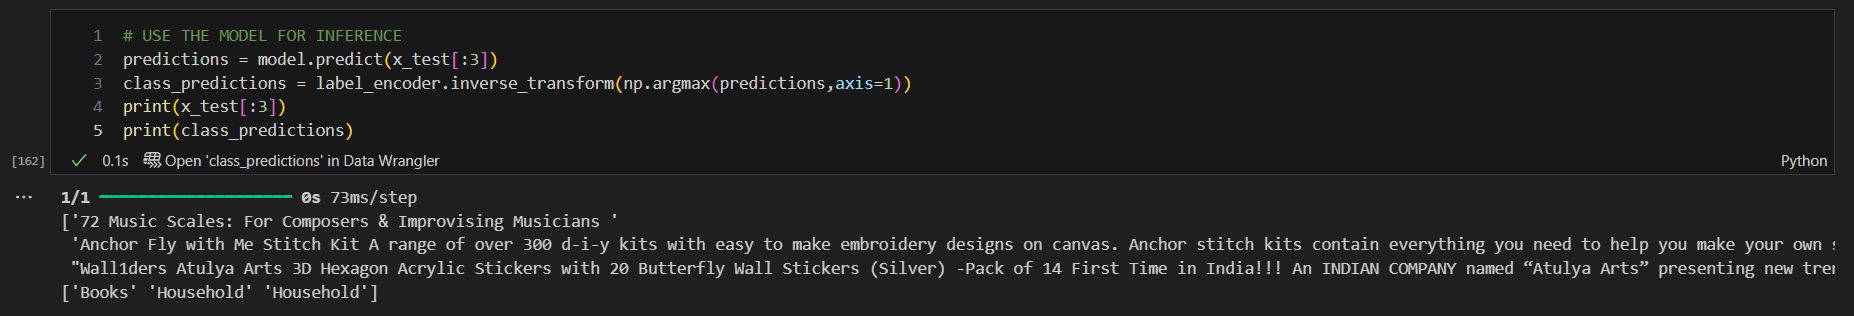 1 # USE THE MODEL FOR INFERENCE
2 predictions = model.predict(x_test[:3])
3 class_predictions = label_encoder.inverse_transform(np.argmax(predictions,axis=1))
4 print(x_test[:3])
5 print(class_predictions)
[162] ✓ 0.1s Open 'class_predictions' in Data Wrangler Python
... 1/1 ━━━━━━━━━━━━━━━━━━━━ 0s 73ms/step
['72 Music Scales: For Composers & Improvising Musicians '
'Anchor Fly with Me Stitch Kit A range of over 300 d-i-y kits with easy to make embroidery designs on canvas. Anchor stitch kits contain everything you need to help you make your own
"Wall1ders Atulya Arts 3D Hexagon Acrylic Stickers with 20 Butterfly Wall Stickers (Silver) -Pack of 14 First Time in India!!! An INDIAN COMPANY named “Atulya Arts” presenting new
['Books' 'Household' 'Household']